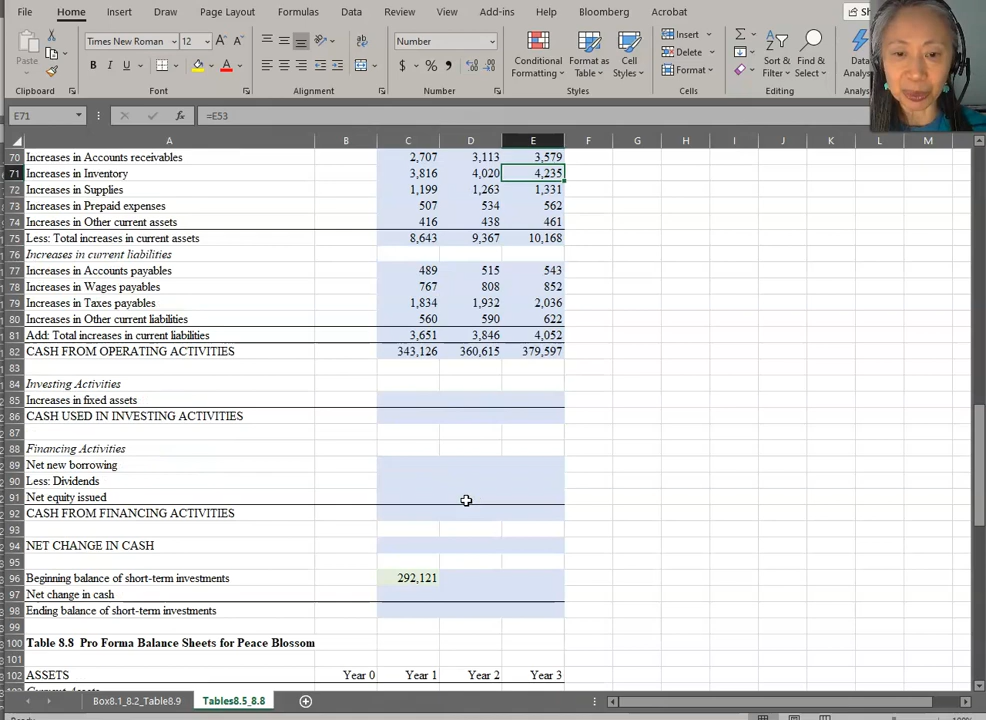 File Home Insert Draw Page Layout Formulas Data Review View Add-ins Help Bloomberg Acrobat
Times New Roman 12 A A ab Number Insert Σ
Paste B I U A $ % 9 Conditional Formatting Format as Table Cell Styles Delete Format Sort & Filter Find & Select Data
Clipboard Font Alignment Number Styles Cells Editing
E71 fx =E53
A B C D E F G H I J K L M
70 Increases in Accounts receivables 2,707 3,113 3,579
71 Increases in Inventory 3,816 4,020 4,235
72 Increases in Supplies 1,199 1,263 1,331
73 Increases in Prepaid expenses 507 534 562
74 Increases in Other current assets 416 438 461
75 Less: Total increases in current assets 8,643 9,367 10,168
76 Increases in current liabilities
77 Increases in Accounts payables 489 515 543
78 Increases in Wages payables 767 808 852
79 Increases in Taxes payables 1,834 1,932 2,036
80 Increases in Other current liabilities 560 590 622
81 Add: Total increases in current liabilities 3,651 3,846 4,052
82 CASH FROM OPERATING ACTIVITIES 343,126 360,615 379,597
83
84 Investing Activities
85 Increases in fixed assets
86 CASH USED IN INVESTING ACTIVITIES
87
88 Financing Activities
89 Net new borrowing
90 Less: Dividends
91 Net equity issued
92 CASH FROM FINANCING ACTIVITIES
93
94 NET CHANGE IN CASH
95
96 Beginning balance of short-term investments 292,121
97 Net change in cash
98 Ending balance of short-term investments
99
100 Table 8.8 Pro Forma Balance Sheets for Peace Blossom
101
102 ASSETS Year 0 Year 1 Year 2 Year 3
Box8.1_8.2_Table8.9 Tables8.5_8.8